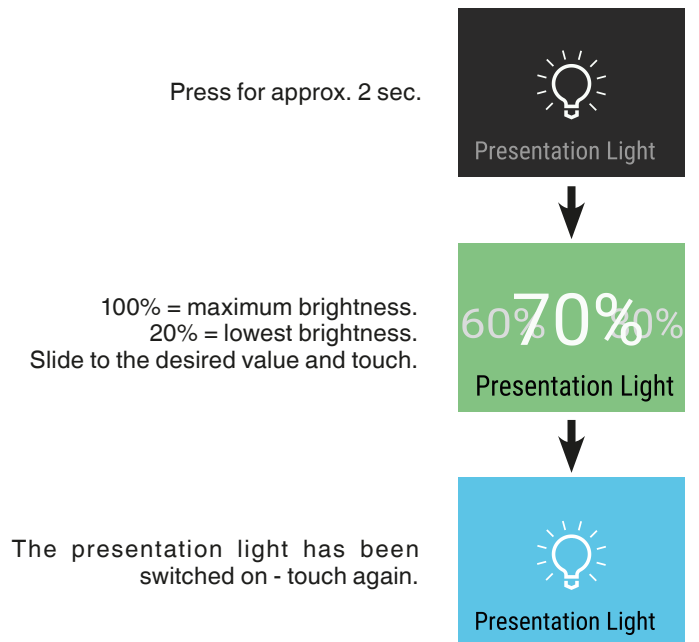 Press for approx. 2 sec.
Presentation Light
100% = maximum brightness.
20% = lowest brightness.
Slide to the desired value and touch.
60% 70% 80%
Presentation Light
The presentation light has been
switched on - touch again.
Presentation Light